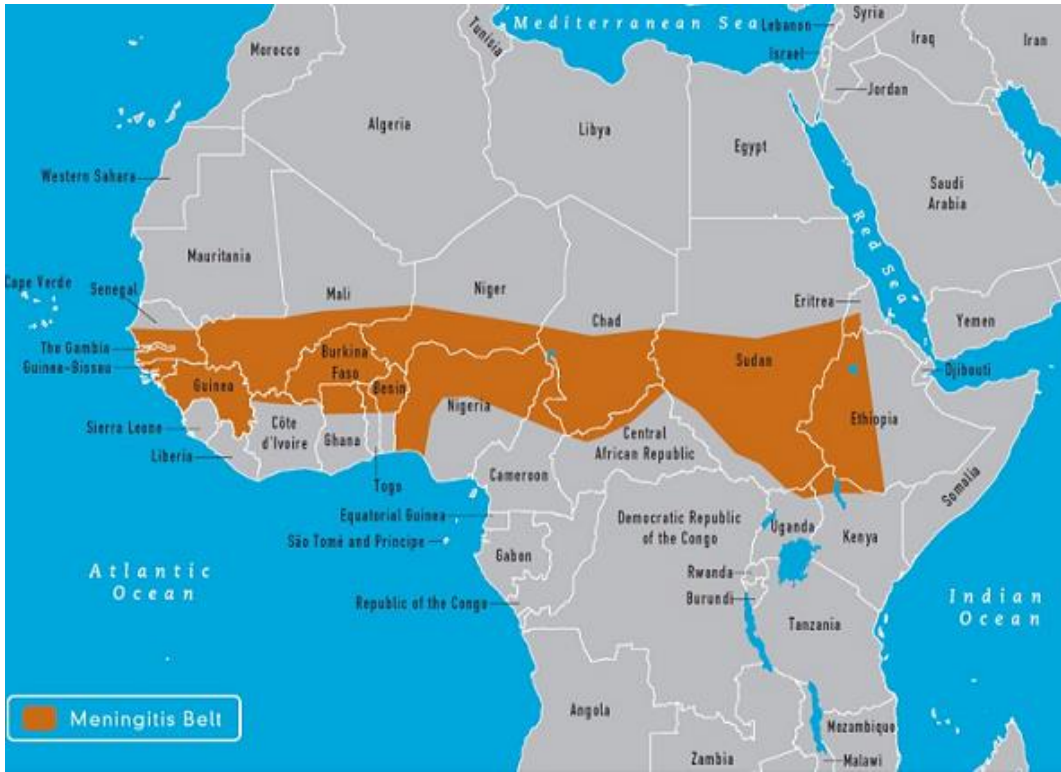 Mediterranean Sea
Lebanon
Syria
Tunisia
Morocco
Israel
Iraq
Iran
Jordan
Algeria
Libya
Egypt
Western Sahara
Saudi
Arabia
Red Sea
Mauritania
Cape Verde
Senegal
Mali
Niger
Chad
Eritrea
Yemen
The Gambia
Guinea-Bissau
Burkina
Faso
Sudan
Djibouti
Guinea
Benin
Nigeria
Ethiopia
Sierra Leone
Côte
d'Ivoire
Ghana
Central
African Republic
Liberia
Togo
Cameroon
Somalia
Equatorial Guinea
Democratic Republic
of the Congo
Uganda
Kenya
São Tomé and Principe
Gabon
Atlantic
Ocean
Rwanda
Republic of the Congo
Burundi
Indian
Ocean
Tanzania
Meningitis Belt
Angola
Mozambique
Zambia
Malawi